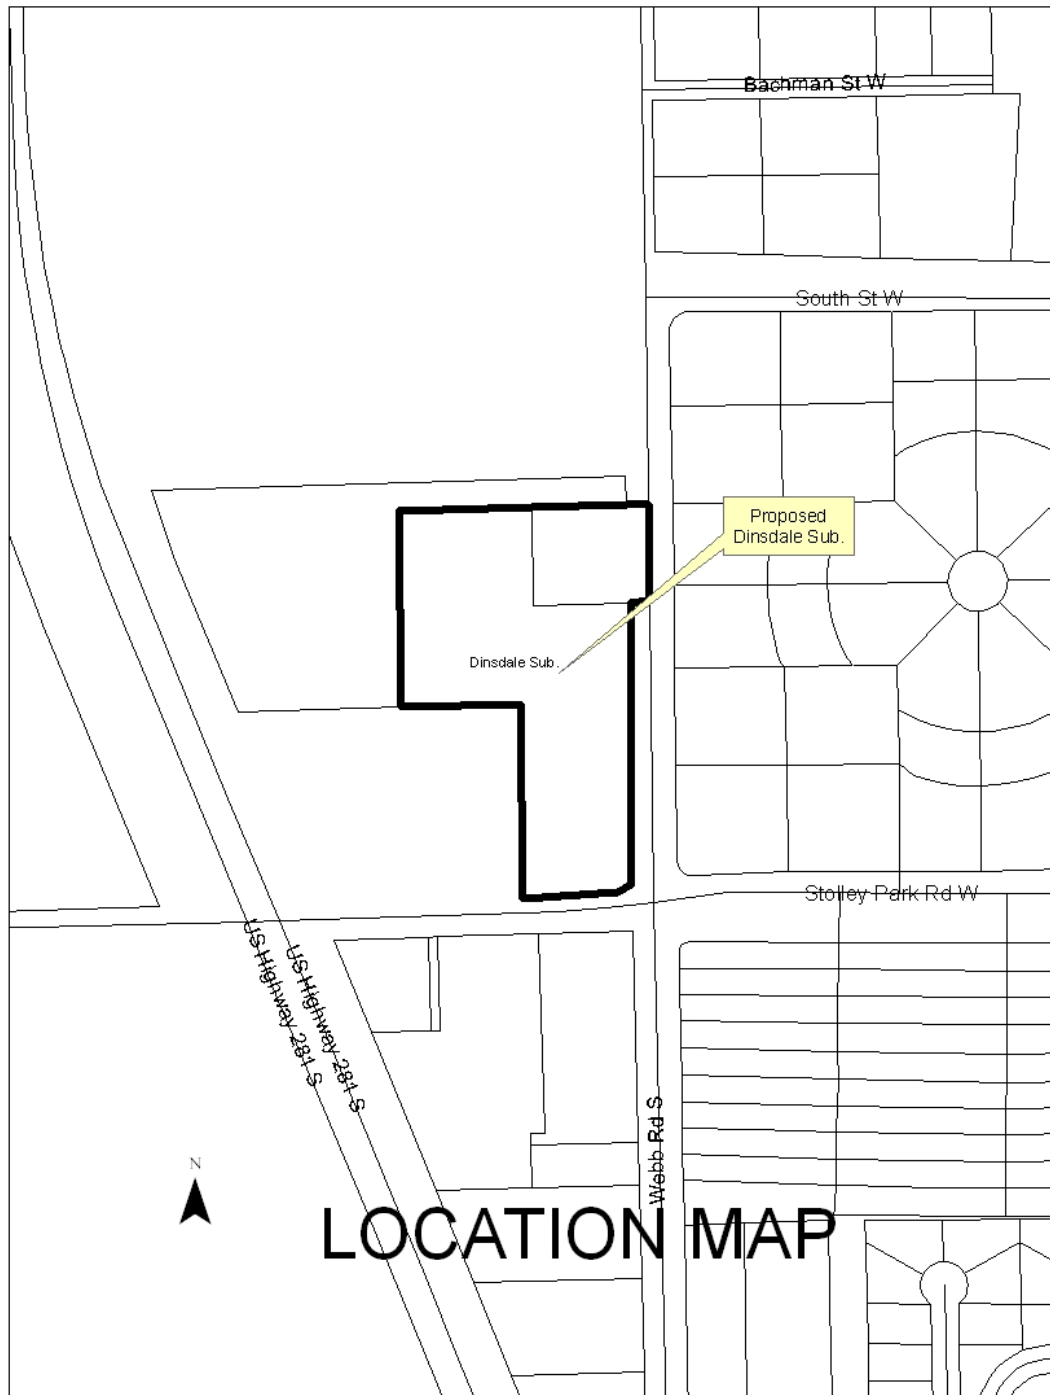 Bachman St W
South St W
Proposed
Dinsdale Sub.
Dinsdale Sub.
Stolley Park Rd W
US Highway 281 S
US Highway 281 S
Webb Rd S
N
LOCATION MAP